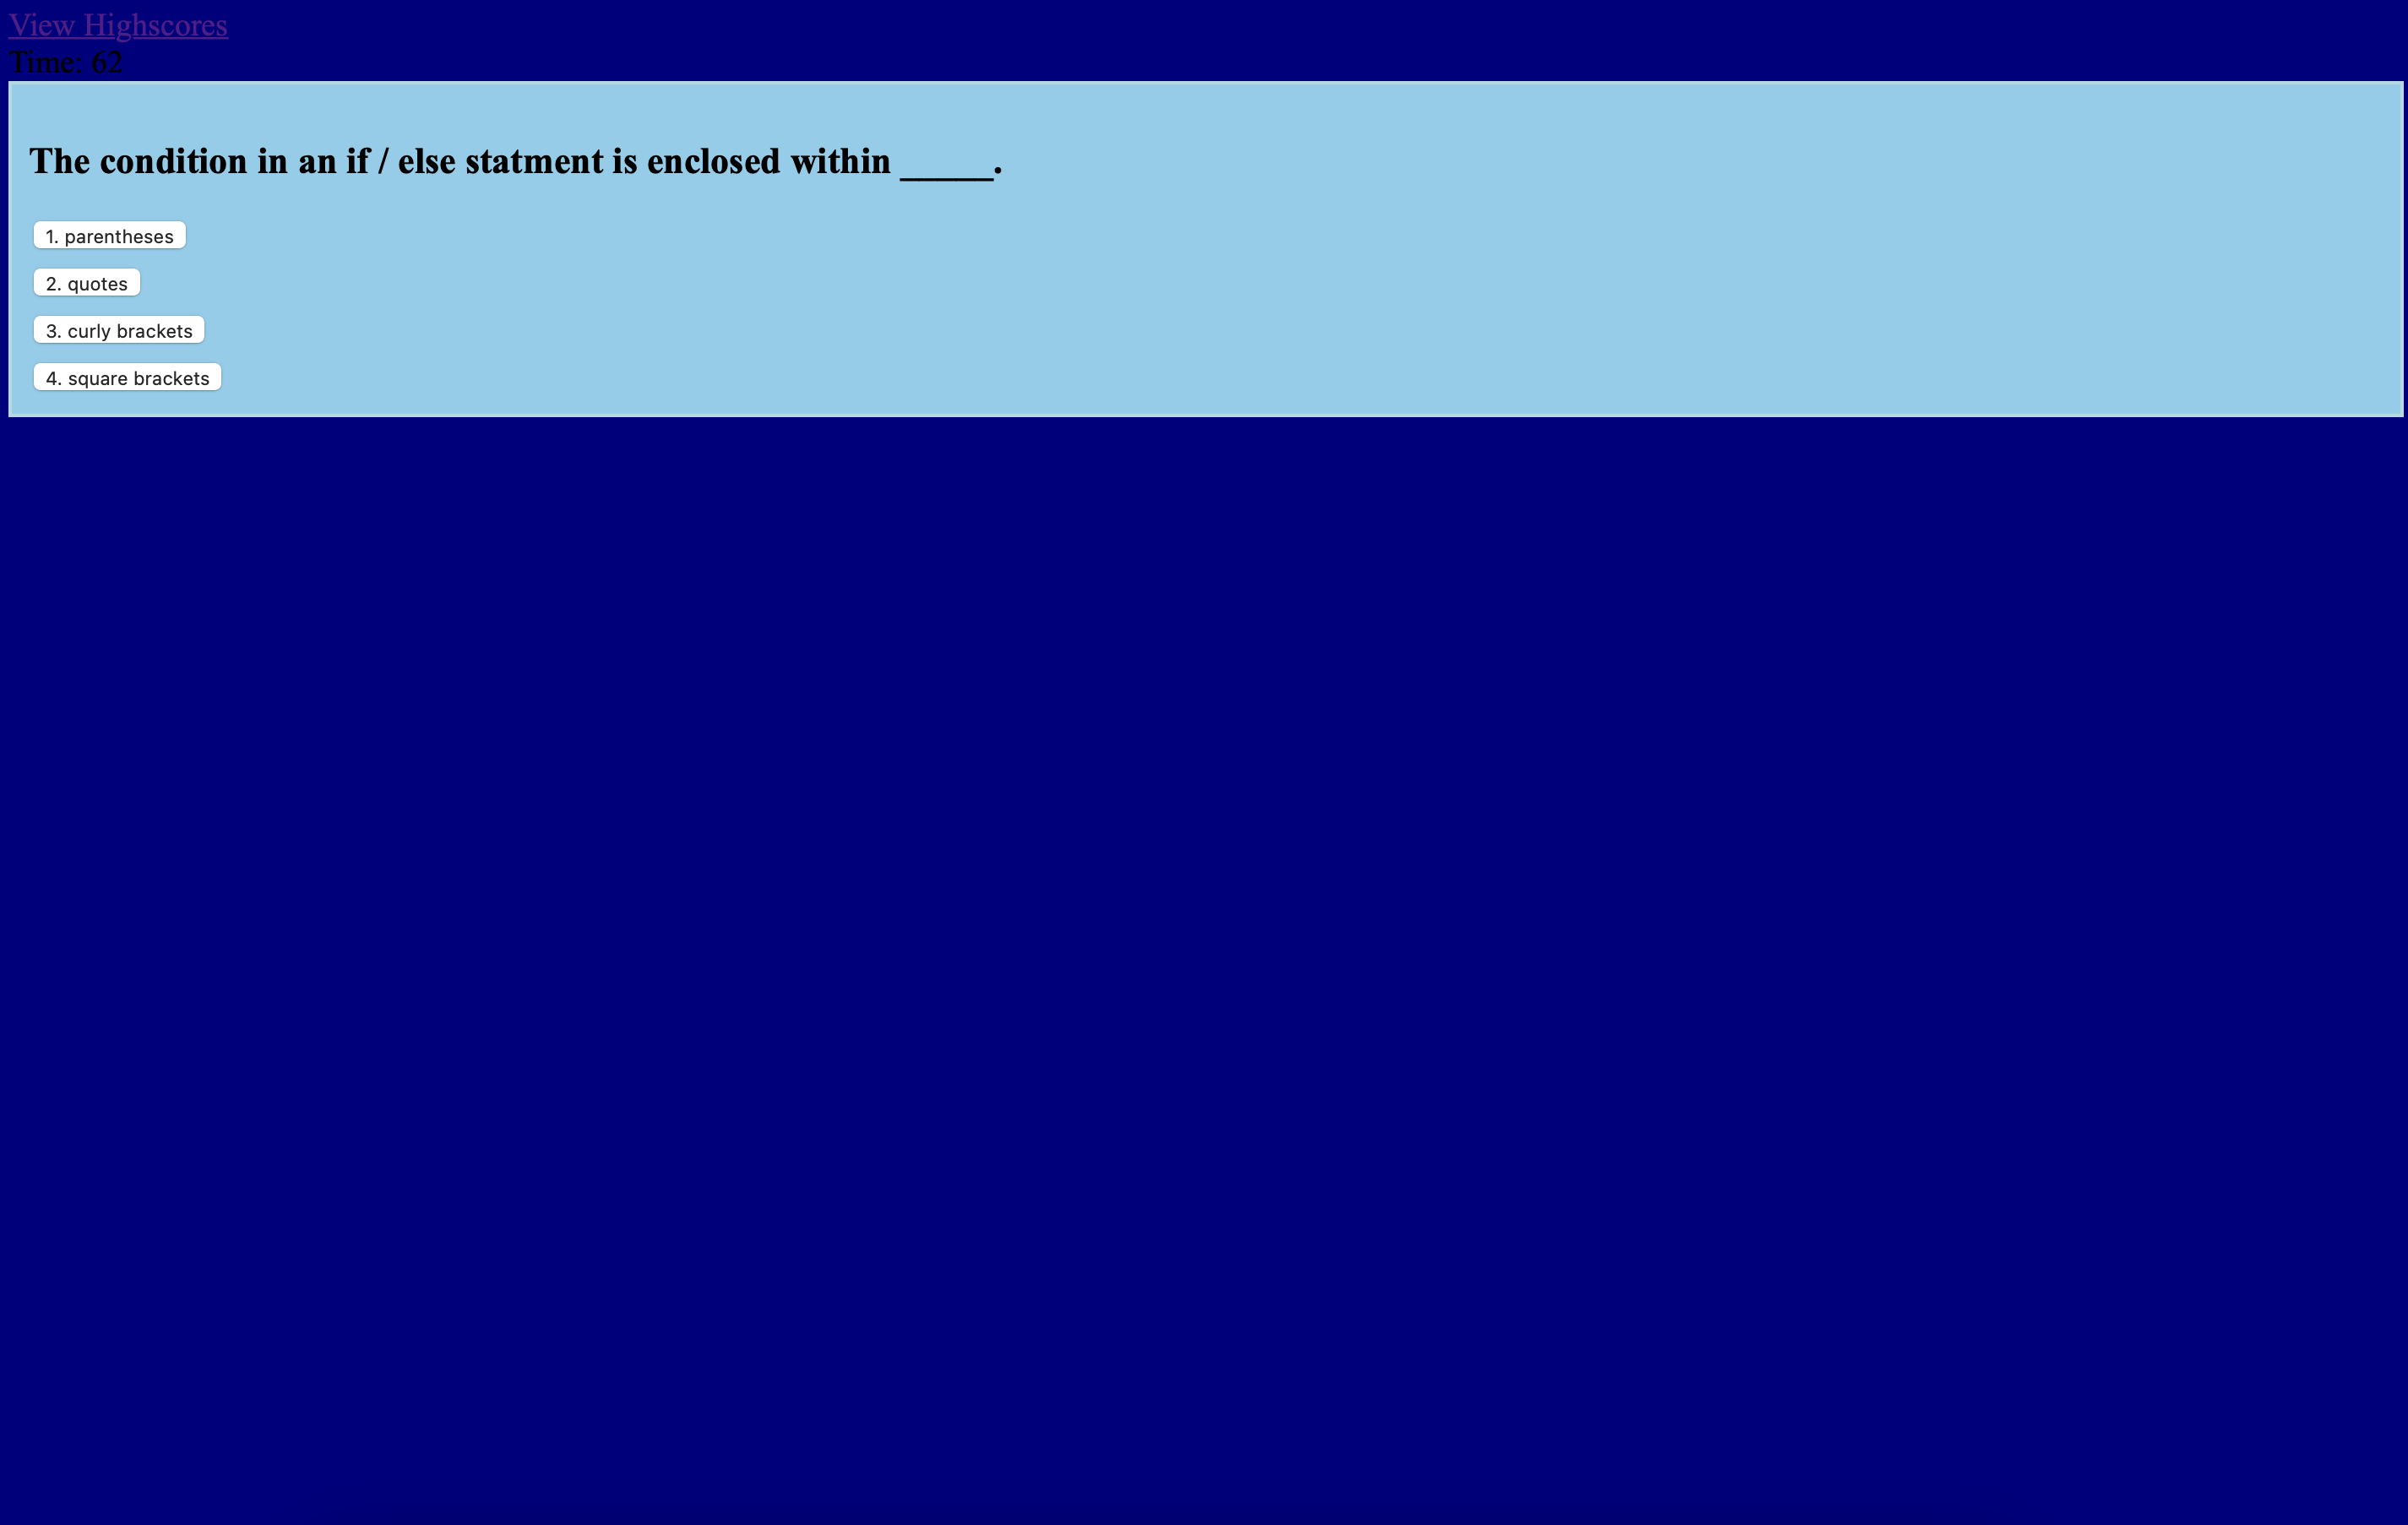 View Highscores
Time: 62
The condition in an if / else statment is enclosed within _____.
1. parentheses
2. quotes
3. curly brackets
4. square brackets